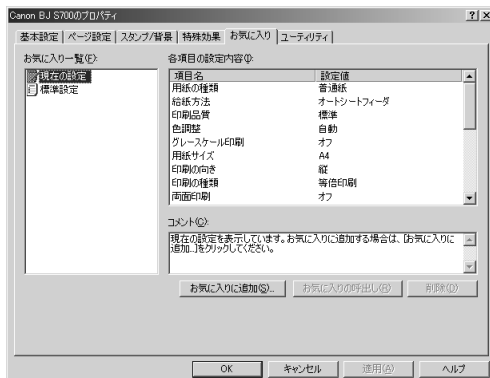 Canon BJ S700のプロパティ
基本設定 ページ設定 スタンプ/背景 特殊効果 お気に入り ユーティリティ
お気に入り一覧(F):
現在の設定
標準設定
各項目の設定内容(I):
項目名 設定値
用紙の種類 普通紙
給紙方法 オートシートフィーダ
印刷品質 標準
色調整 自動
グレースケール印刷 オフ
用紙サイズ A4
印刷の向き 縦
印刷の種類 等倍印刷
両面印刷 オフ
コメント(C):
現在の設定を表示しています。お気に入りに追加する場合は、[お気に入りに
追加...]をクリックしてください。
お気に入りに追加(S)... お気に入りの呼出し(R) 削除(D)
OK キャンセル 適用(A) ヘルプ